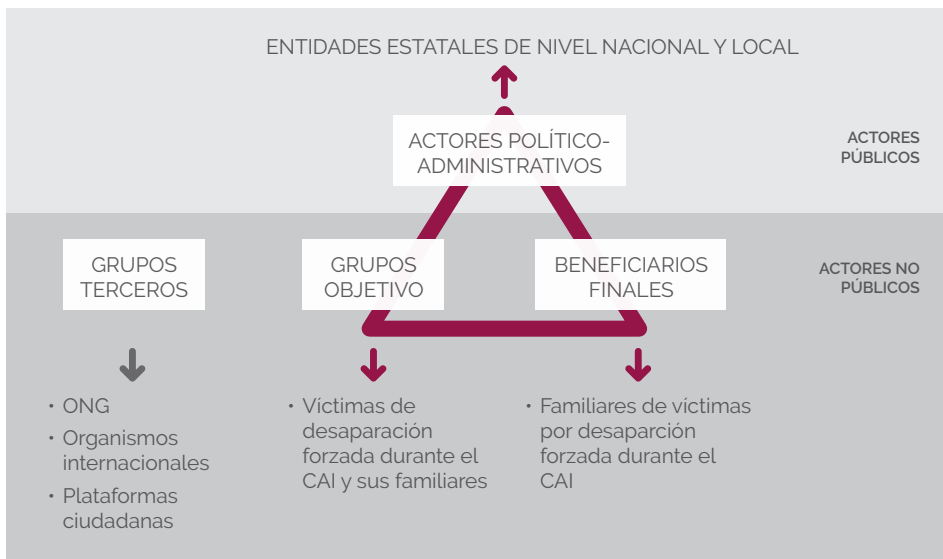 ENTIDADES ESTATALES DE NIVEL NACIONAL Y LOCAL
ACTORES POLÍTICO-
ADMINISTRATIVOS
ACTORES
PÚBLICOS
GRUPOS
TERCEROS
GRUPOS
OBJETIVO
BENEFICIARIOS
FINALES
ACTORES NO
PÚBLICOS
• ONG
• Organismos
internacionales
• Plataformas
ciudadanas
• Víctimas de
desaparación
forzada durante el
CAI y sus familiares
• Familiares de víctimas
por desaparción
forzada durante el
CAI